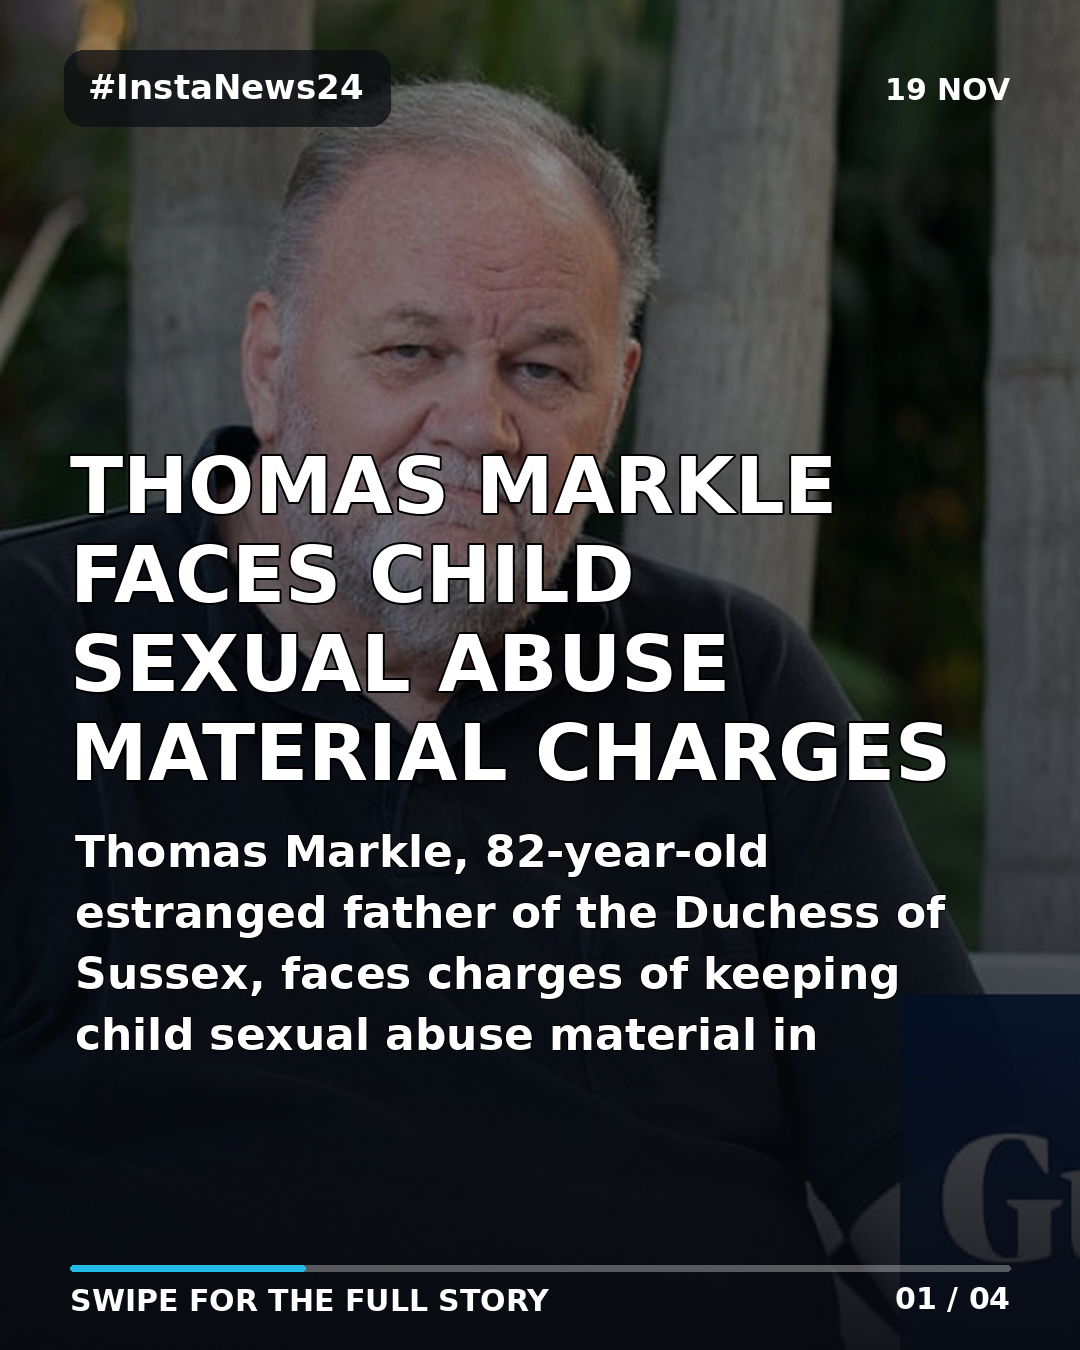 #InstaNews24
19 NOV
THOMAS MARKLE
FACES CHILD
SEXUAL ABUSE
MATERIAL CHARGES
Thomas Markle, 82-year-old
estranged father of the Duchess of
Sussex, faces charges of keeping
child sexual abuse material in
SWIPE FOR THE FULL STORY
01 / 04